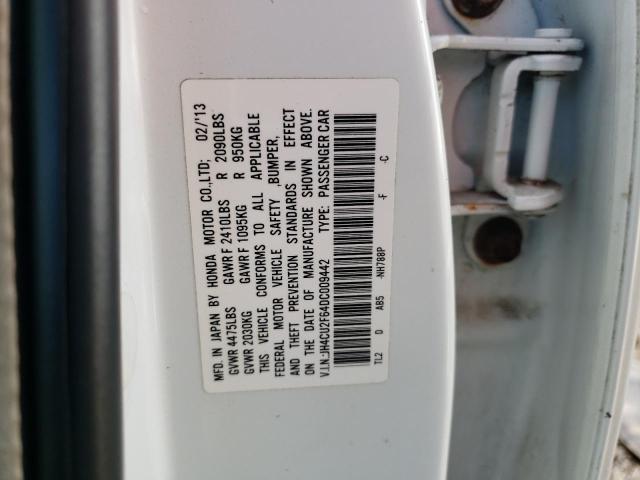 MFD. IN JAPAN BY HONDA MOTOR CO.,LTD; 02/'13
GVWR 4475LBS GAWR F 2410LBS R 2090LBS
GVWR 2030KG GAWR F 1095KG R 950KG
THIS VEHICLE CONFORMS TO ALL APPLICABLE
FEDERAL MOTOR VEHICLE SAFETY ,BUMPER,
AND THEFT PREVENTION STANDARDS IN EFFECT
ON THE DATE OF MANUFACTURE SHOWN ABOVE.
V.I.N.:JH4CU2F64DC009442 TYPE: PASSENGER CAR
TL2 D AB5 -NH788P -F -C